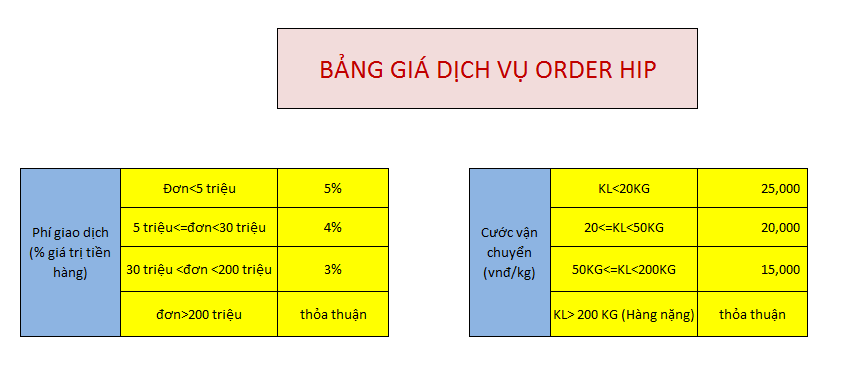 BẢNG GIÁ DỊCH VỤ ORDER HIP
Phí giao dịch
(% giá trị tiền
hàng)
Đơn<5 triệu 5%
5 triệu<=đơn<30 triệu 4%
30 triệu <đơn <200 triệu 3%
đơn>200 triệu thỏa thuận
Cước vận
chuyển
(vnđ/kg)
KL<20KG 25,000
20<=KL<50KG 20,000
50KG<=KL<200KG 15,000
KL> 200 KG (Hàng nặng) thỏa thuận